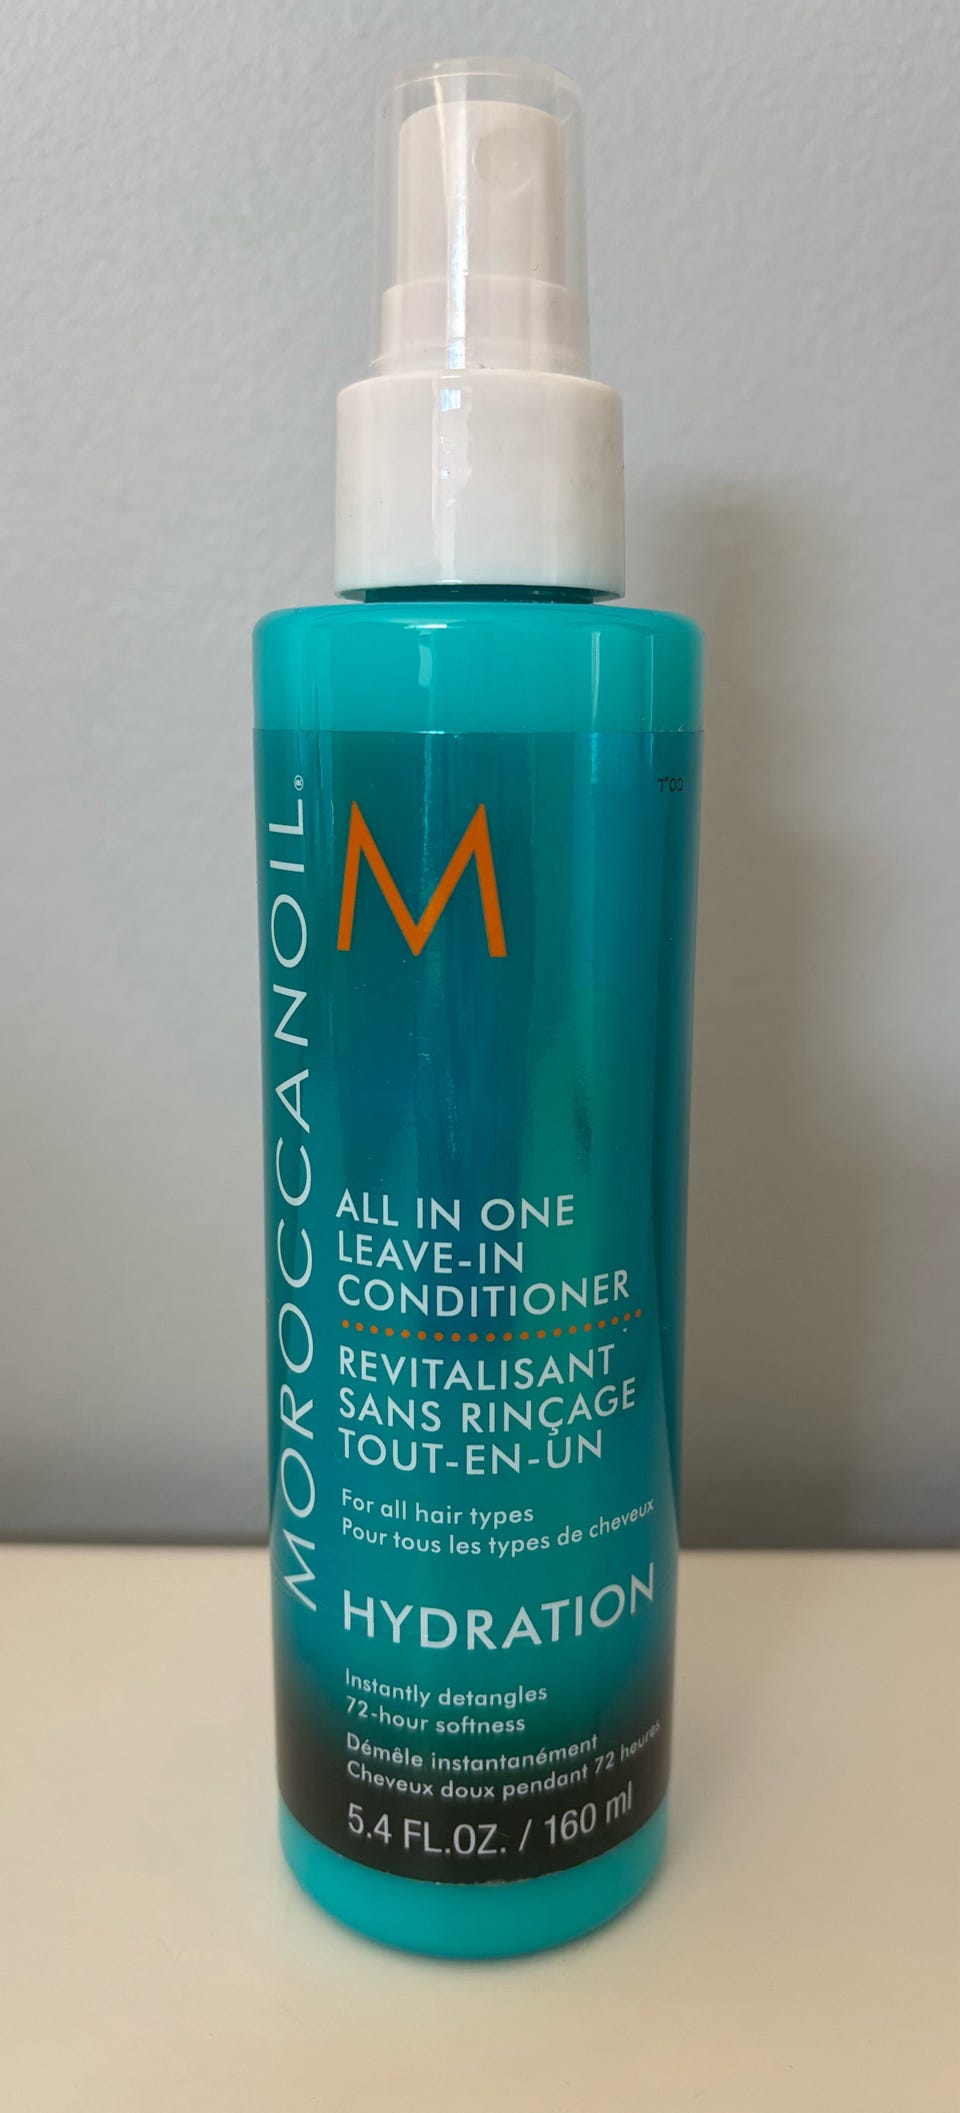 MOROCCANOIL®
M
כס"ד
ALL IN ONE
LEAVE-IN
CONDITIONER
REVITALISANT
SANS RINÇAGE
TOUT-EN-UN
For all hair types
Pour tous les types de cheveux
HYDRATION
Instantly detangles
72-hour softness
Démêle instantanément
Cheveux doux pendant 72 heures
5.4 FL.OZ. / 160 ml